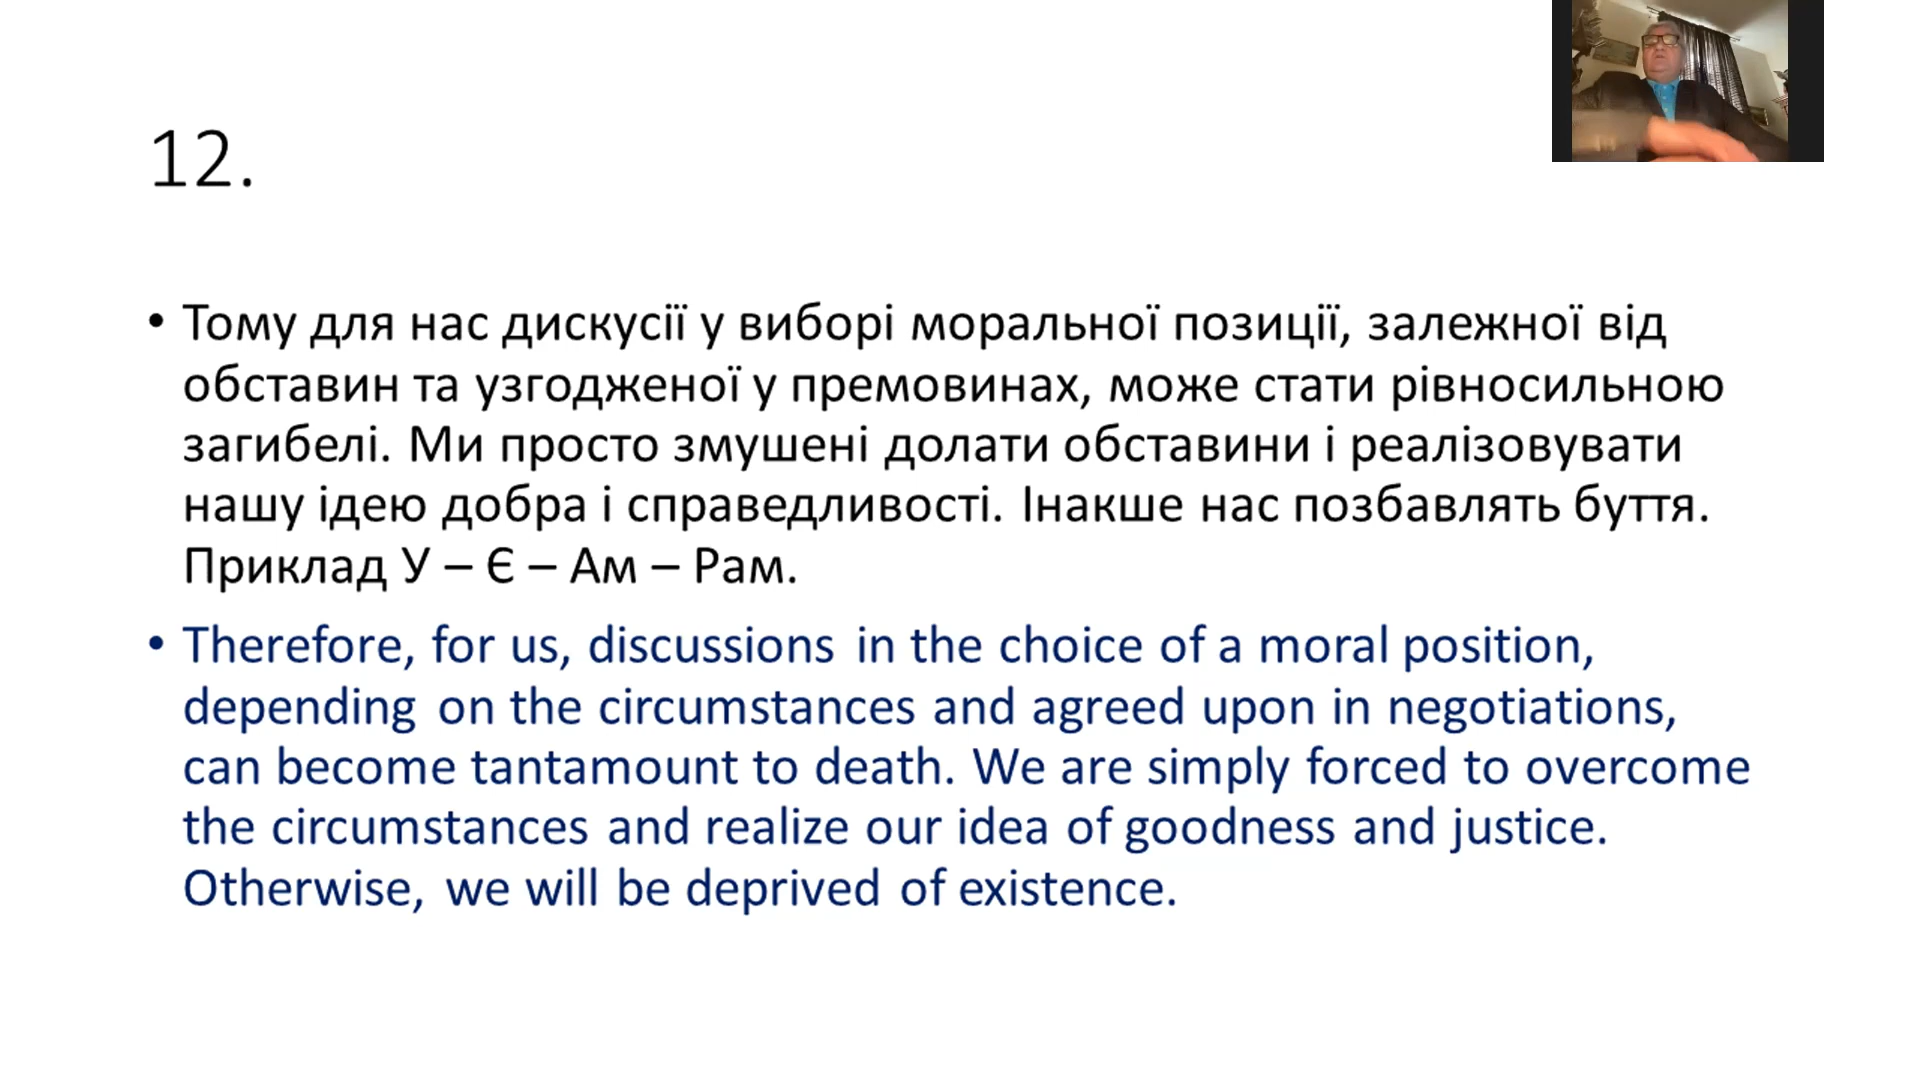 12.
• Тому для нас дискусії у виборі моральної позиції, залежної від
обставин та узгодженої у премовинах, може стати рівносильною
загибелі. Ми просто змушені долати обставини і реалізовувати
нашу ідею добра і справедливості. Інакше нас позбавлять буття.
Приклад У – Є – Ам – Рам.
• Therefore, for us, discussions in the choice of a moral position,
depending on the circumstances and agreed upon in negotiations,
can become tantamount to death. We are simply forced to overcome
the circumstances and realize our idea of goodness and justice.
Otherwise, we will be deprived of existence.